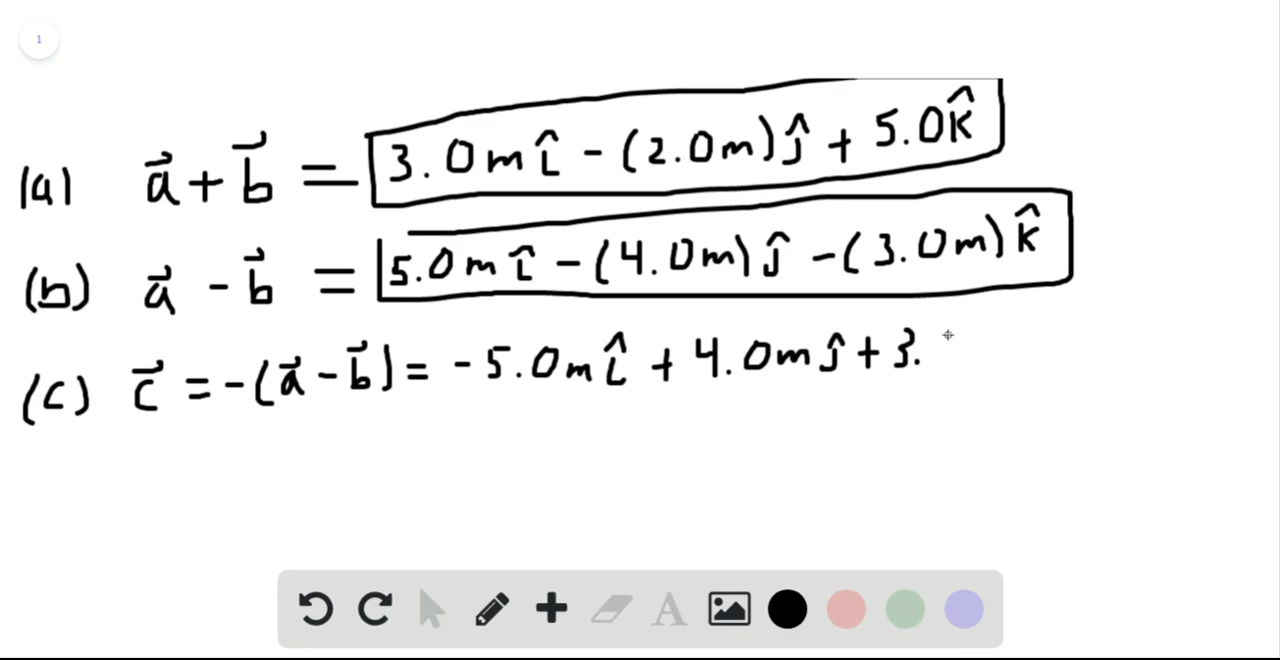 1
(a) a⃗ + b⃗ = 3.0m î - (2.0m) ĵ + 5.0 k̂
(b) a⃗ - b⃗ = 5.0m î - (4.0m) ĵ - (3.0m) k̂
(c) c⃗ = -(a⃗ - b⃗) = -5.0m î + 4.0m ĵ + 3.
A